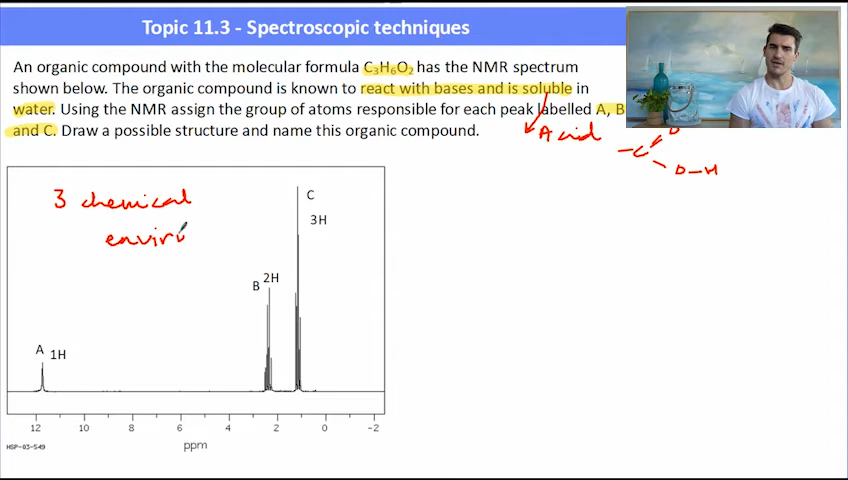 Topic 11.3 - Spectroscopic techniques
An organic compound with the molecular formula C₃H₆O₂ has the NMR spectrum
shown below. The organic compound is known to react with bases and is soluble in
water. Using the NMR assign the group of atoms responsible for each peak labelled A, B
and C. Draw a possible structure and name this organic compound.
Acid
-C
O-H
3 chemical
envir
C
3H
B 2H
A 1H
12 10 8 6 4 2 0 -2
HSP-03-549
ppm